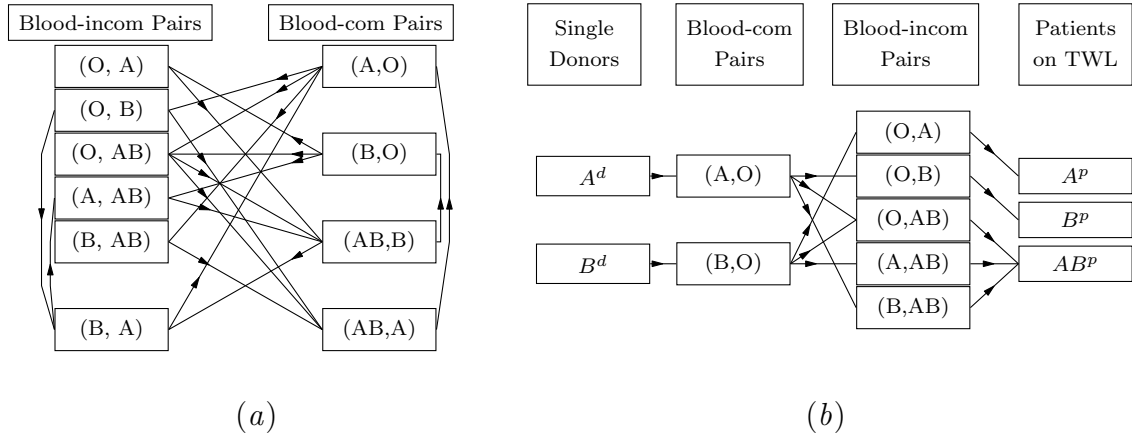 Blood-incom Pairs
Blood-com Pairs
(O, A)
(O, B)
(O, AB)
(A, AB)
(B, AB)
(B, A)
(A,O)
(B,O)
(AB,B)
(AB,A)
(a)
Single
Donors
Blood-com
Pairs
Blood-incom
Pairs
Patients
on TWL
A^d
B^d
(A,O)
(B,O)
(O,A)
(O,B)
(O,AB)
(A,AB)
(B,AB)
A^p
B^p
AB^p
(b)